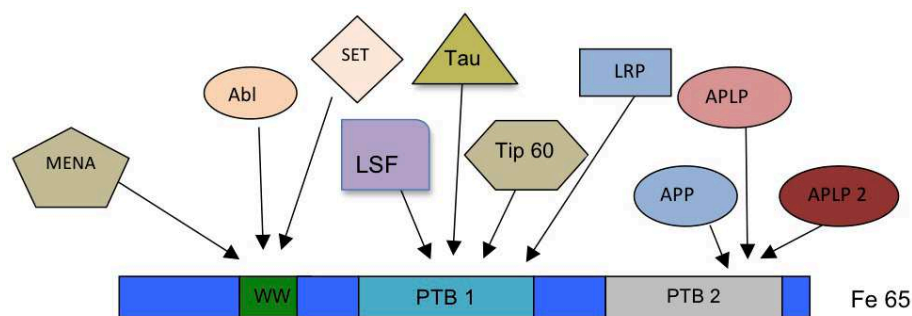 SET
Tau
LRP
Abl
APLP
MENA
LSF
Tip 60
APP
APLP 2
WW
PTB 1
PTB 2
Fe 65